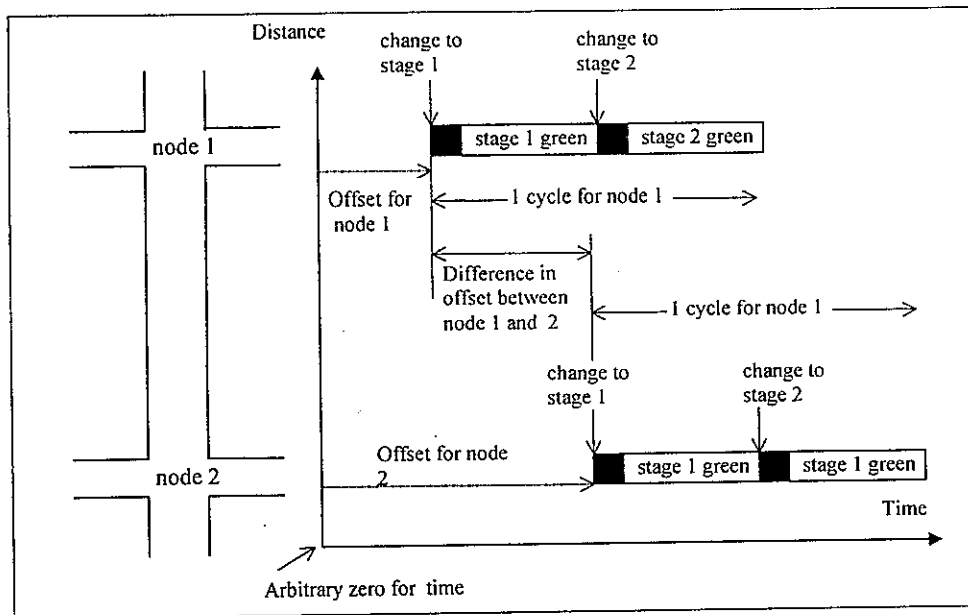 Distance
change to
stage 1
change to
stage 2
node 1
stage 1 green
stage 2 green
Offset for
node 1
1 cycle for node 1
Difference in
offset between
node 1 and 2
1 cycle for node 1
change to
stage 1
change to
stage 2
node 2
Offset for node
2
stage 1 green
stage 1 green
Time
Arbitrary zero for time